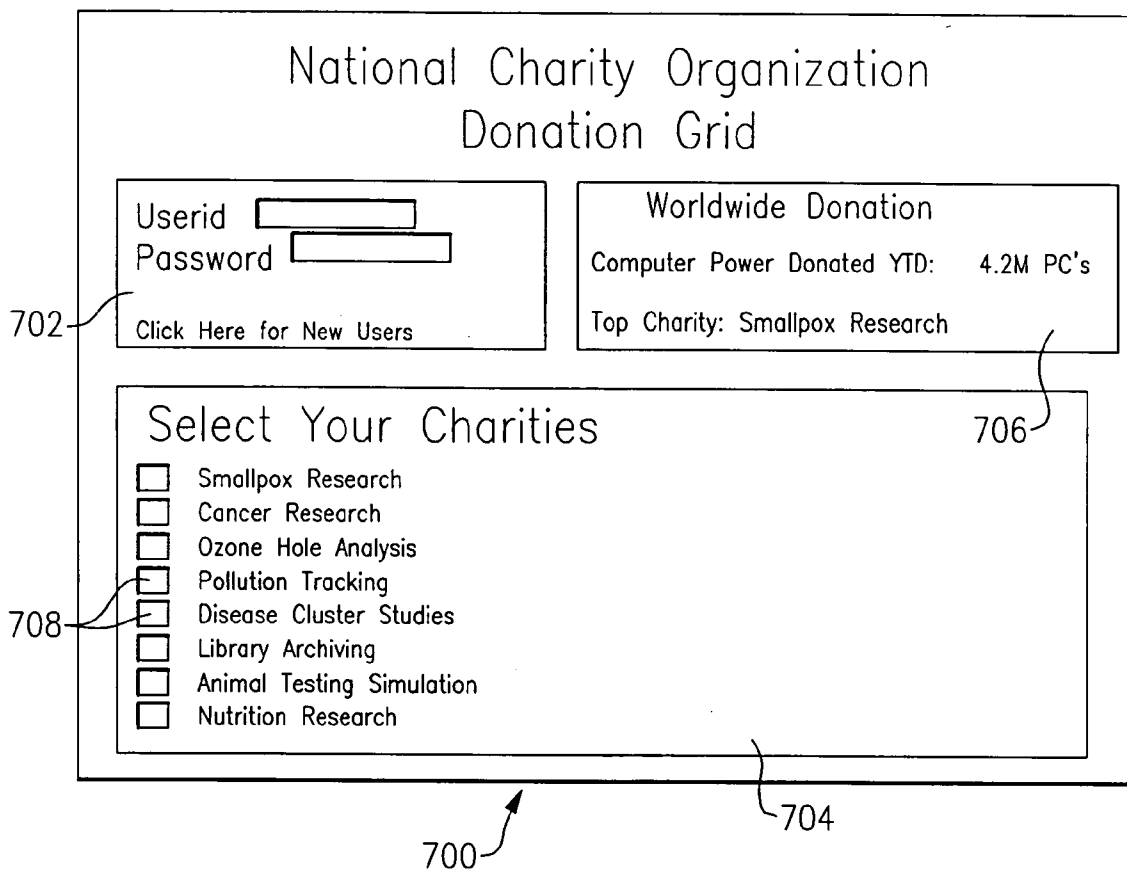 National Charity Organization
Donation Grid
Userid
Password
Click Here for New Users
702
Worldwide Donation
Computer Power Donated YTD: 4.2M PC's
Top Charity: Smallpox Research
706
Select Your Charities
Smallpox Research
Cancer Research
Ozone Hole Analysis
Pollution Tracking
Disease Cluster Studies
Library Archiving
Animal Testing Simulation
Nutrition Research
708
704
700